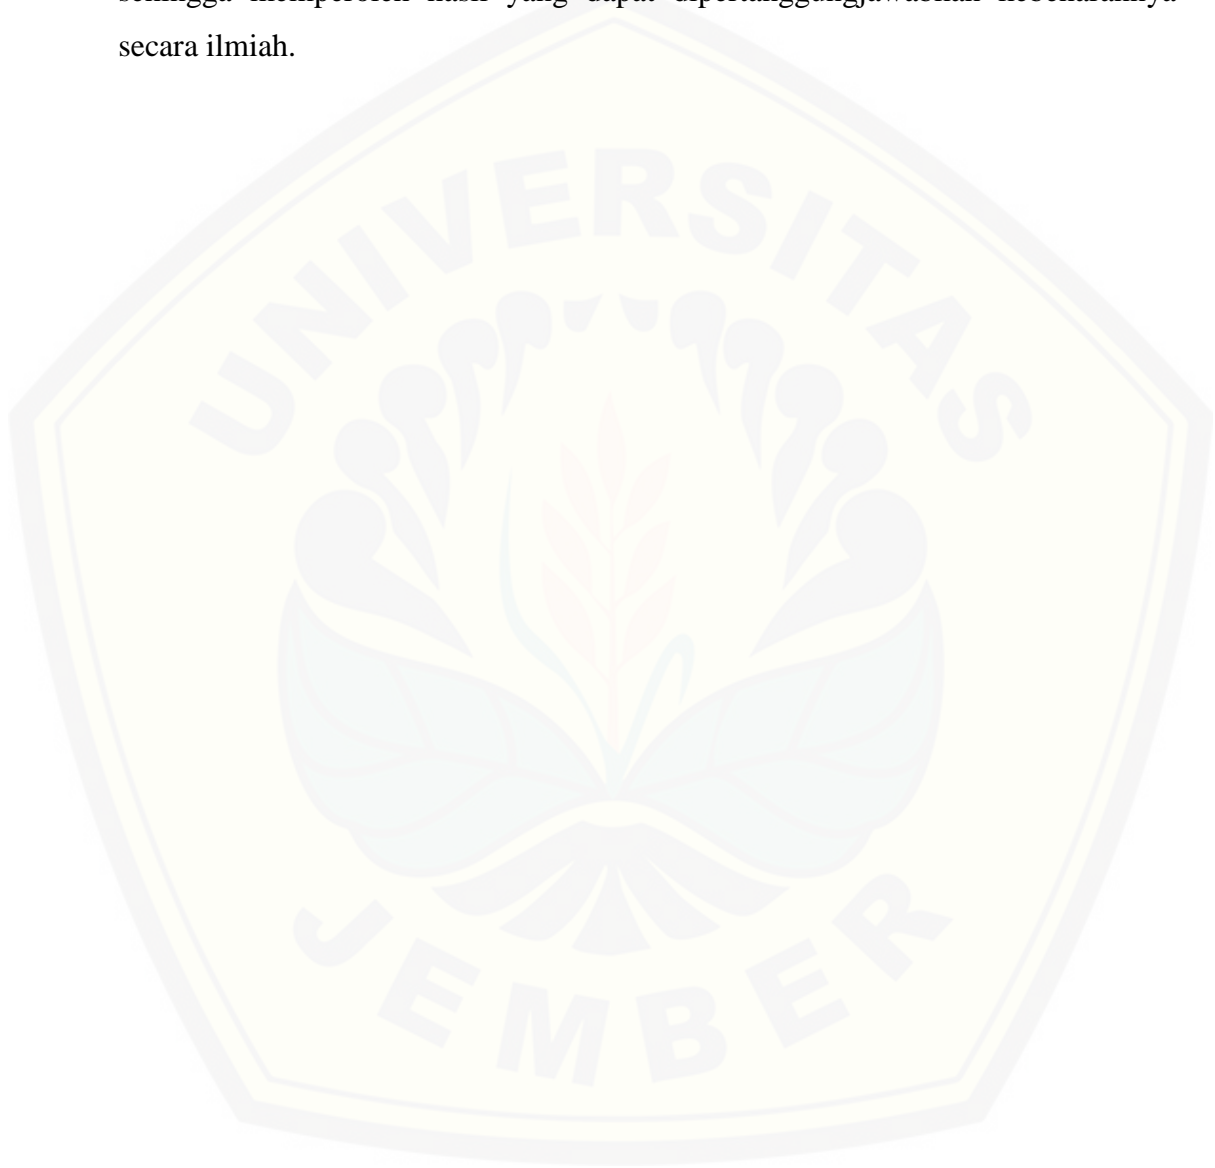 sehingga memperoleh hasil yang dapat dipertanggungjawabkan kebenarannya
secara ilmiah.
UNIVERSITAS
JEMBER